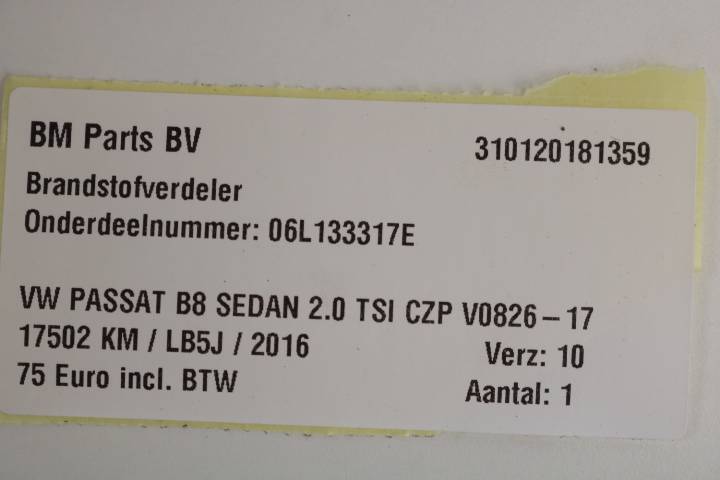 BM Parts BV 310120181359
Brandstofverdeler
Onderdeelnummer: 06L133317E
VW PASSAT B8 SEDAN 2.0 TSI CZP V0826-17
17502 KM / LB5J / 2016 Verz: 10
75 Euro incl. BTW Aantal: 1